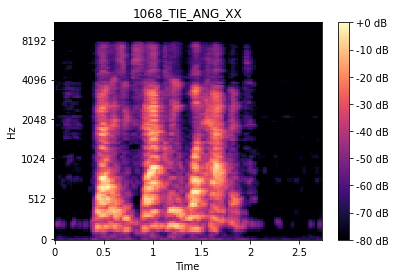 1068_TIE_ANG_XX
+0 dB
8192
-10 dB
4096
-20 dB
-30 dB
2048
Hz
-40 dB
1024
-50 dB
512
-60 dB
-70 dB
0
-80 dB
0 0.5 1 1.5 2 2.5
Time